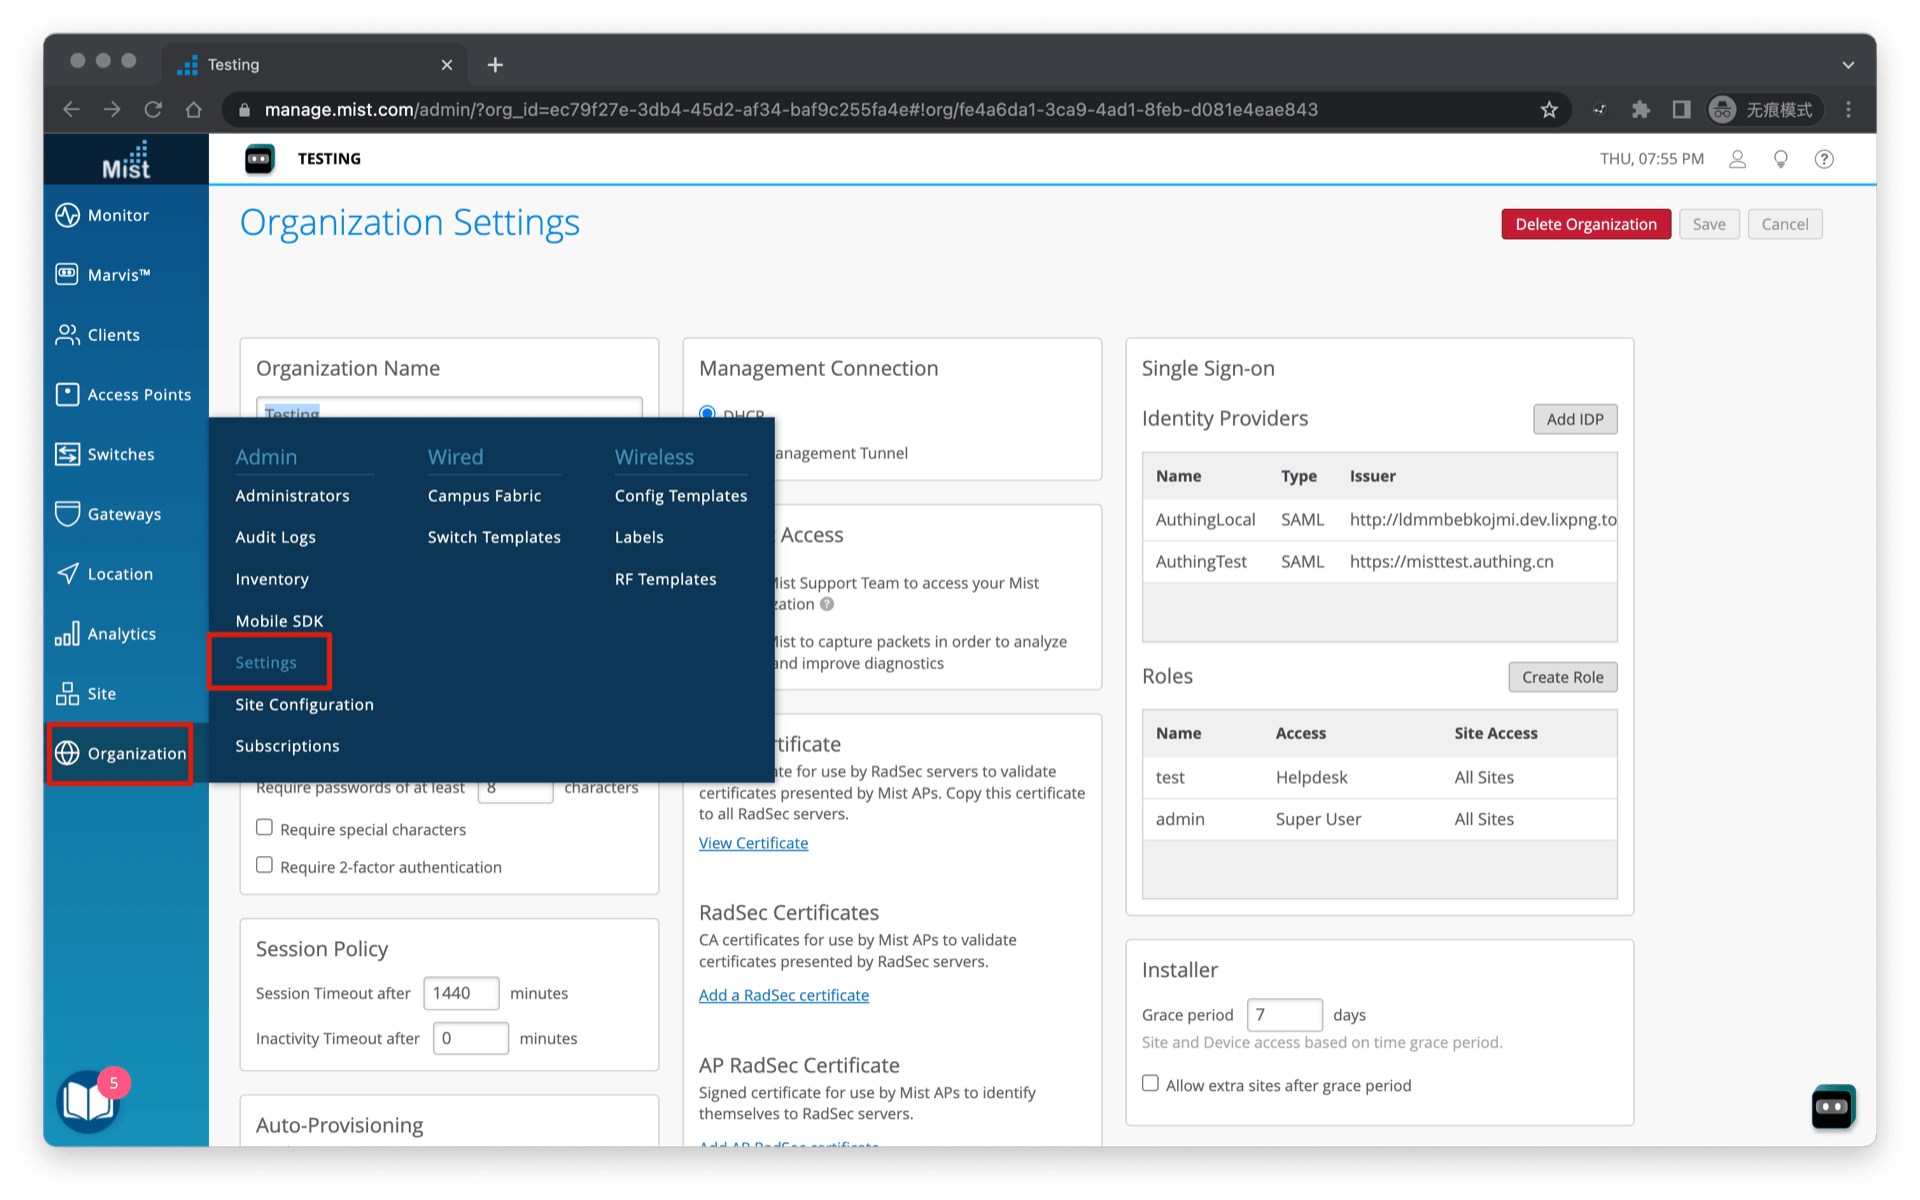 Testing
manage.mist.com/admin/?org_id=ec79f27e-3db4-45d2-af34-baf9c255fa4e#!org/fe4a6da1-3ca9-4ad1-8feb-d081e4eae843
无痕模式
Mist
TESTING
THU, 07:55 PM
Monitor
Marvis™
Clients
Access Points
Switches
Gateways
Location
Analytics
Site
Organization
5
Organization Settings
Delete Organization
Save
Cancel
Organization Name
Testing
Admin
Administrators
Audit Logs
Inventory
Mobile SDK
Settings
Site Configuration
Subscriptions
Wired
Campus Fabric
Switch Templates
Wireless
Config Templates
Labels
RF Templates
Require passwords of at least 8 characters
Require special characters
Require 2-factor authentication
Session Policy
Session Timeout after 1440 minutes
Inactivity Timeout after 0 minutes
Auto-Provisioning
Management Connection
DHCP
anagement Tunnel
Access
Mist Support Team to access your Mist
zation
Mist to capture packets in order to analyze
and improve diagnostics
tificate
ate for use by RadSec servers to validate
certificates presented by Mist APs. Copy this certificate
to all RadSec servers.
View Certificate
RadSec Certificates
CA certificates for use by Mist APs to validate
certificates presented by RadSec servers.
Add a RadSec certificate
AP RadSec Certificate
Signed certificate for use by Mist APs to identify
themselves to RadSec servers.
Add AP RadSec certificate
Single Sign-on
Identity Providers
Add IDP
Name Type Issuer
AuthingLocal SAML http://ldmmbebkojmi.dev.lixpng.to
AuthingTest SAML https://misttest.authing.cn
Roles
Create Role
Name Access Site Access
test Helpdesk All Sites
admin Super User All Sites
Installer
Grace period 7 days
Site and Device access based on time grace period.
Allow extra sites after grace period